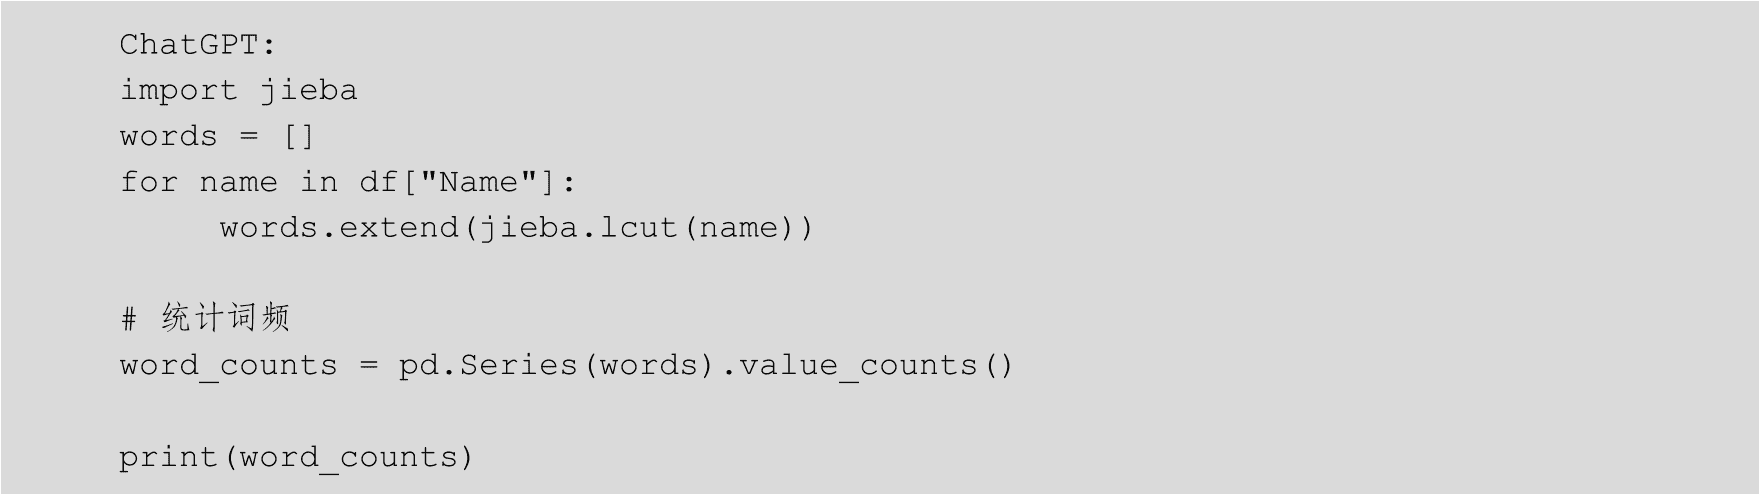 ChatGPT:
import jieba
words = []
for name in df["Name"]:
     words.extend(jieba.lcut(name))
# 统计词频
word_counts = pd.Series(words).value_counts()
print(word_counts)